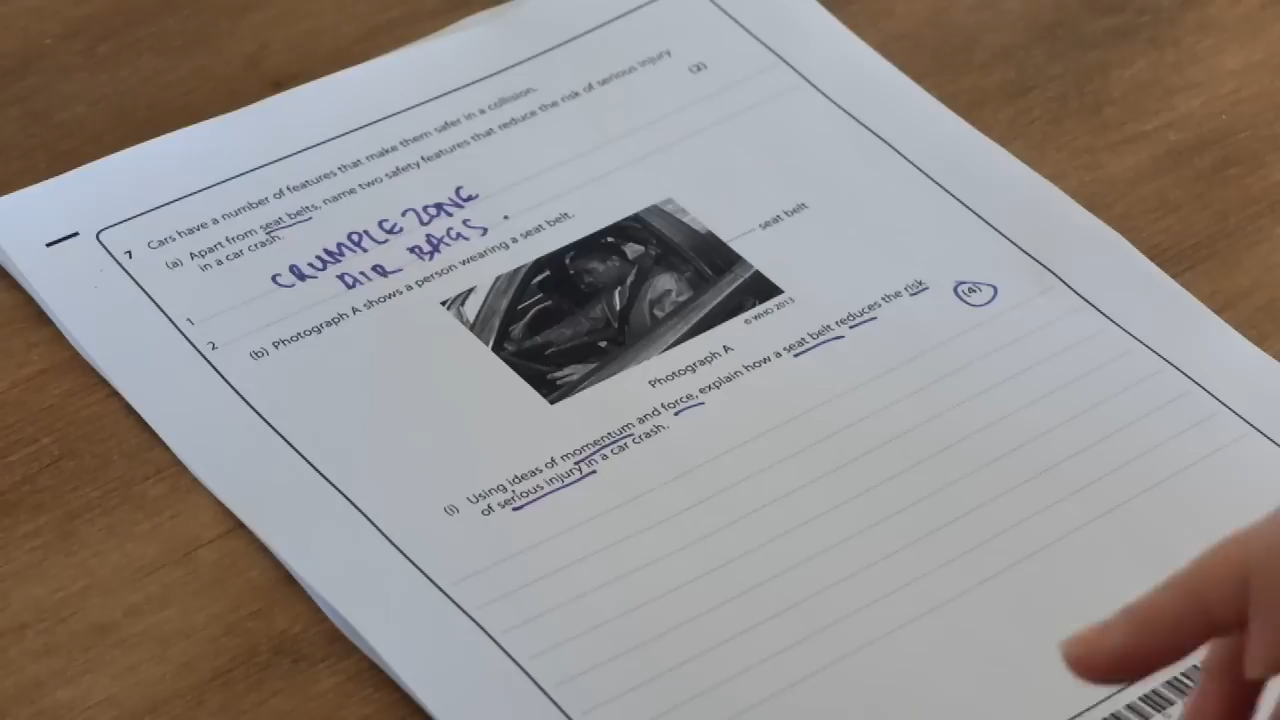 7 Cars have a number of features that make them safer in a collision.
(a) Apart from seat belts, name two safety features that reduce the risk of serious injury
in a car crash.
(2)
1 CRUMPLE ZONE
2 AIR BAGS
(b) Photograph A shows a person wearing a seat belt.
seat belt
© WHO 2013
Photograph A
(i) Using ideas of momentum and force, explain how a seat belt reduces the risk
of serious injury in a car crash.
(4)